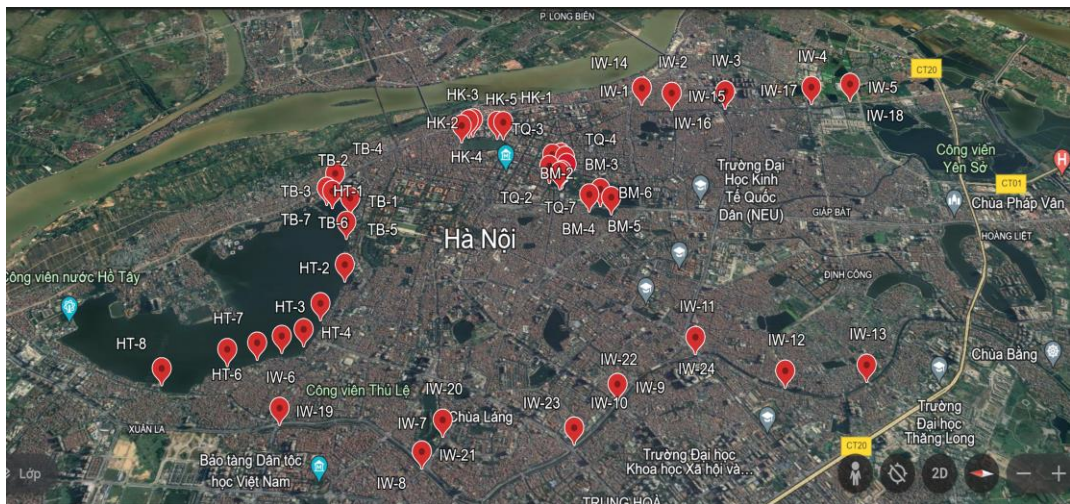 P. LONG BIÊN
IW-14
IW-2
IW-3
IW-4
CT20
HK-3
HK-5
HK-1
IW-1
IW-15
IW-17
IW-5
HK-2
TQ-3
TQ-4
IW-16
IW-18
HK-4
Công viên
Yên Sở
H
TB-4
TB-2
BM-2
BM-3
Trường Đại
Học Kinh
Tế Quốc
Dân (NEU)
CT01
TB-3
HT-1
TB-1
TQ-2
TQ-7
BM-6
Chùa Pháp Vân
TB-7
TB-6
TB-5
BM-4
BM-5
GIÁP BÁT
HOÀNG LIỆT
Hà Nội
Công viên nước Hồ Tây
HT-2
ĐỊNH CÔNG
HT-3
HT-7
HT-4
IW-11
HT-8
IW-12
IW-13
Chùa Bằng
HT-6
IW-6
IW-22
IW-24
Công viên Thủ Lệ
IW-20
IW-9
IW-19
IW-7
Chùa Láng
IW-23
IW-10
XUÂN LA
Trường
Đại học
Thăng Long
IW-21
Bảo tàng Dân tộc
học Việt Nam
Trường Đại học
Khoa học Xã hội và...
CT20
IW-8
Lớp
2D
TRUNG HOÀ